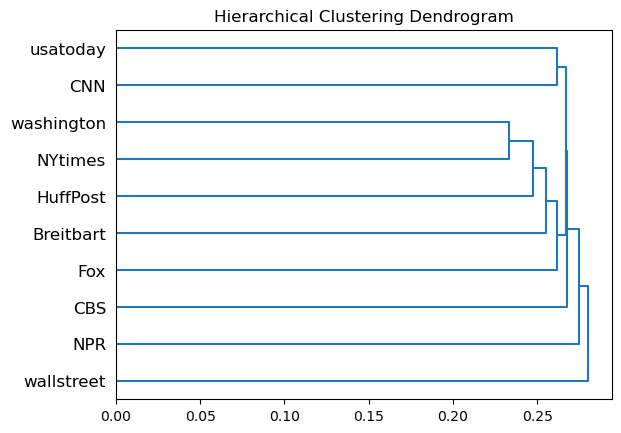 Hierarchical Clustering Dendrogram
usatoday
CNN
washington
NYtimes
HuffPost
Breitbart
Fox
CBS
NPR
wallstreet
0.00 0.05 0.10 0.15 0.20 0.25